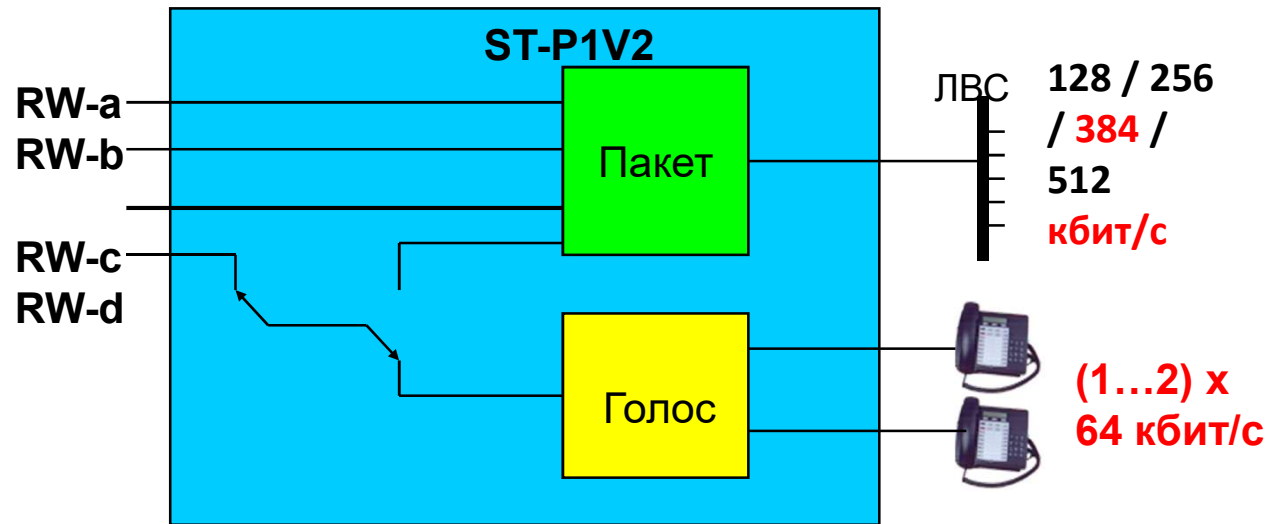 ST-P1V2
RW-a
RW-b
RW-c
RW-d
Пакет
Голос
ЛВС
128 / 256
/ 384 /
512
кбит/с
(1…2) x
64 кбит/с